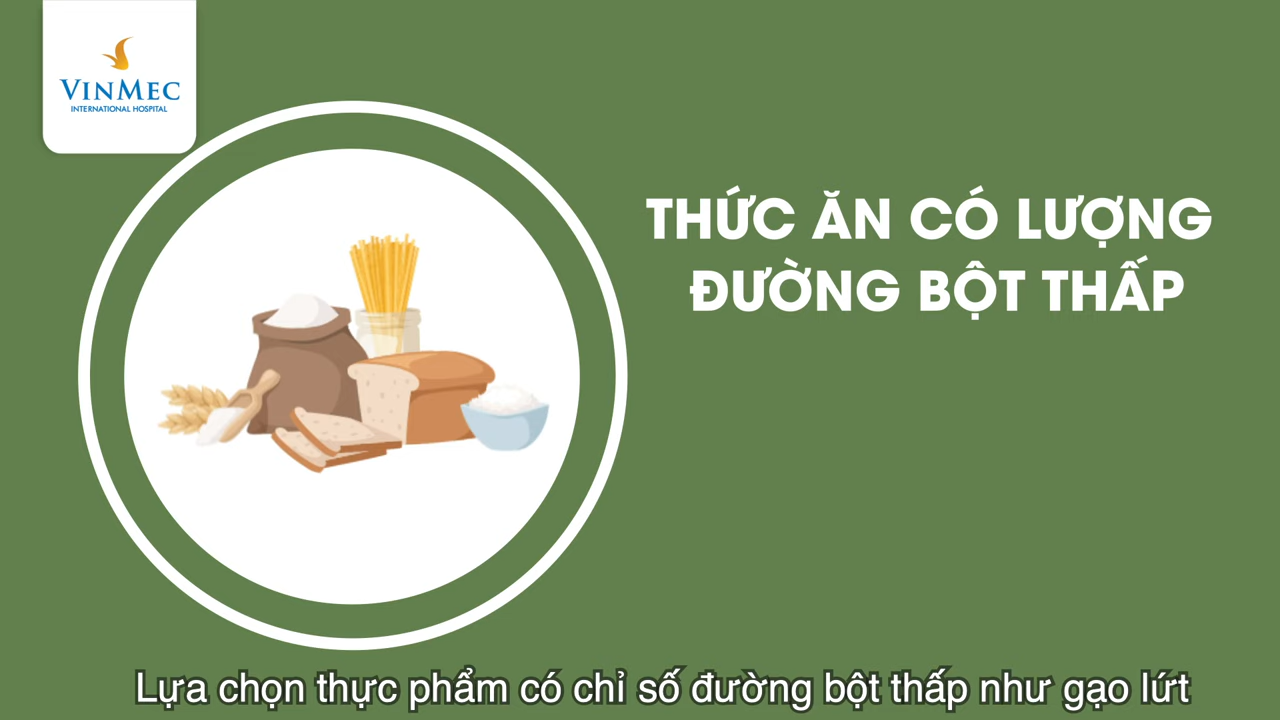 VINMEC
INTERNATIONAL HOSPITAL
THỨC ĂN CÓ LƯỢNG
ĐƯỜNG BỘT THẤP
Lựa chọn thực phẩm có chỉ số đường bột thấp như gạo lứt